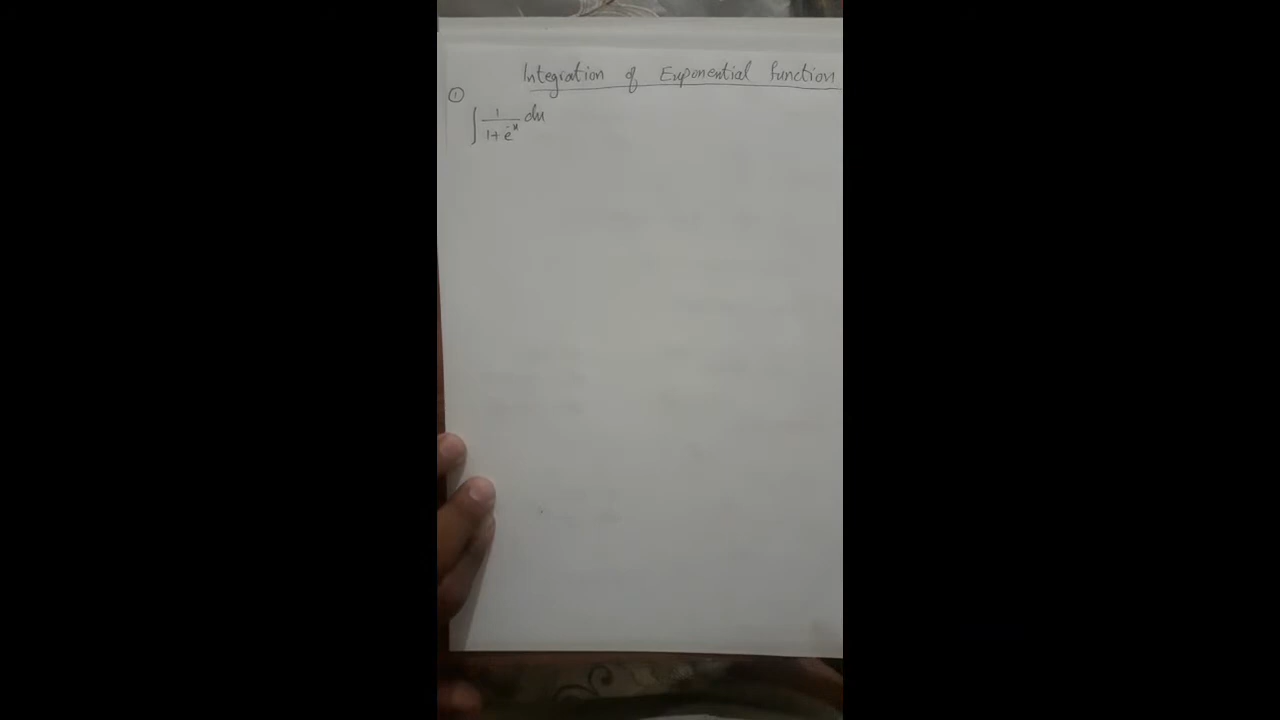 Integration of Exponential function
①
∫ 1/(1+e^-x) dx